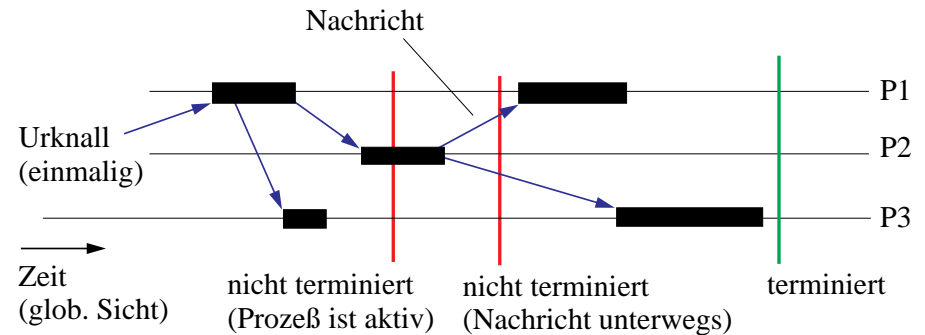 Nachricht
P1
Urknall
(einmalig)
P2
P3
Zeit
(glob. Sicht)
nicht terminiert
(Prozeß ist aktiv)
nicht terminiert
(Nachricht unterwegs)
terminiert